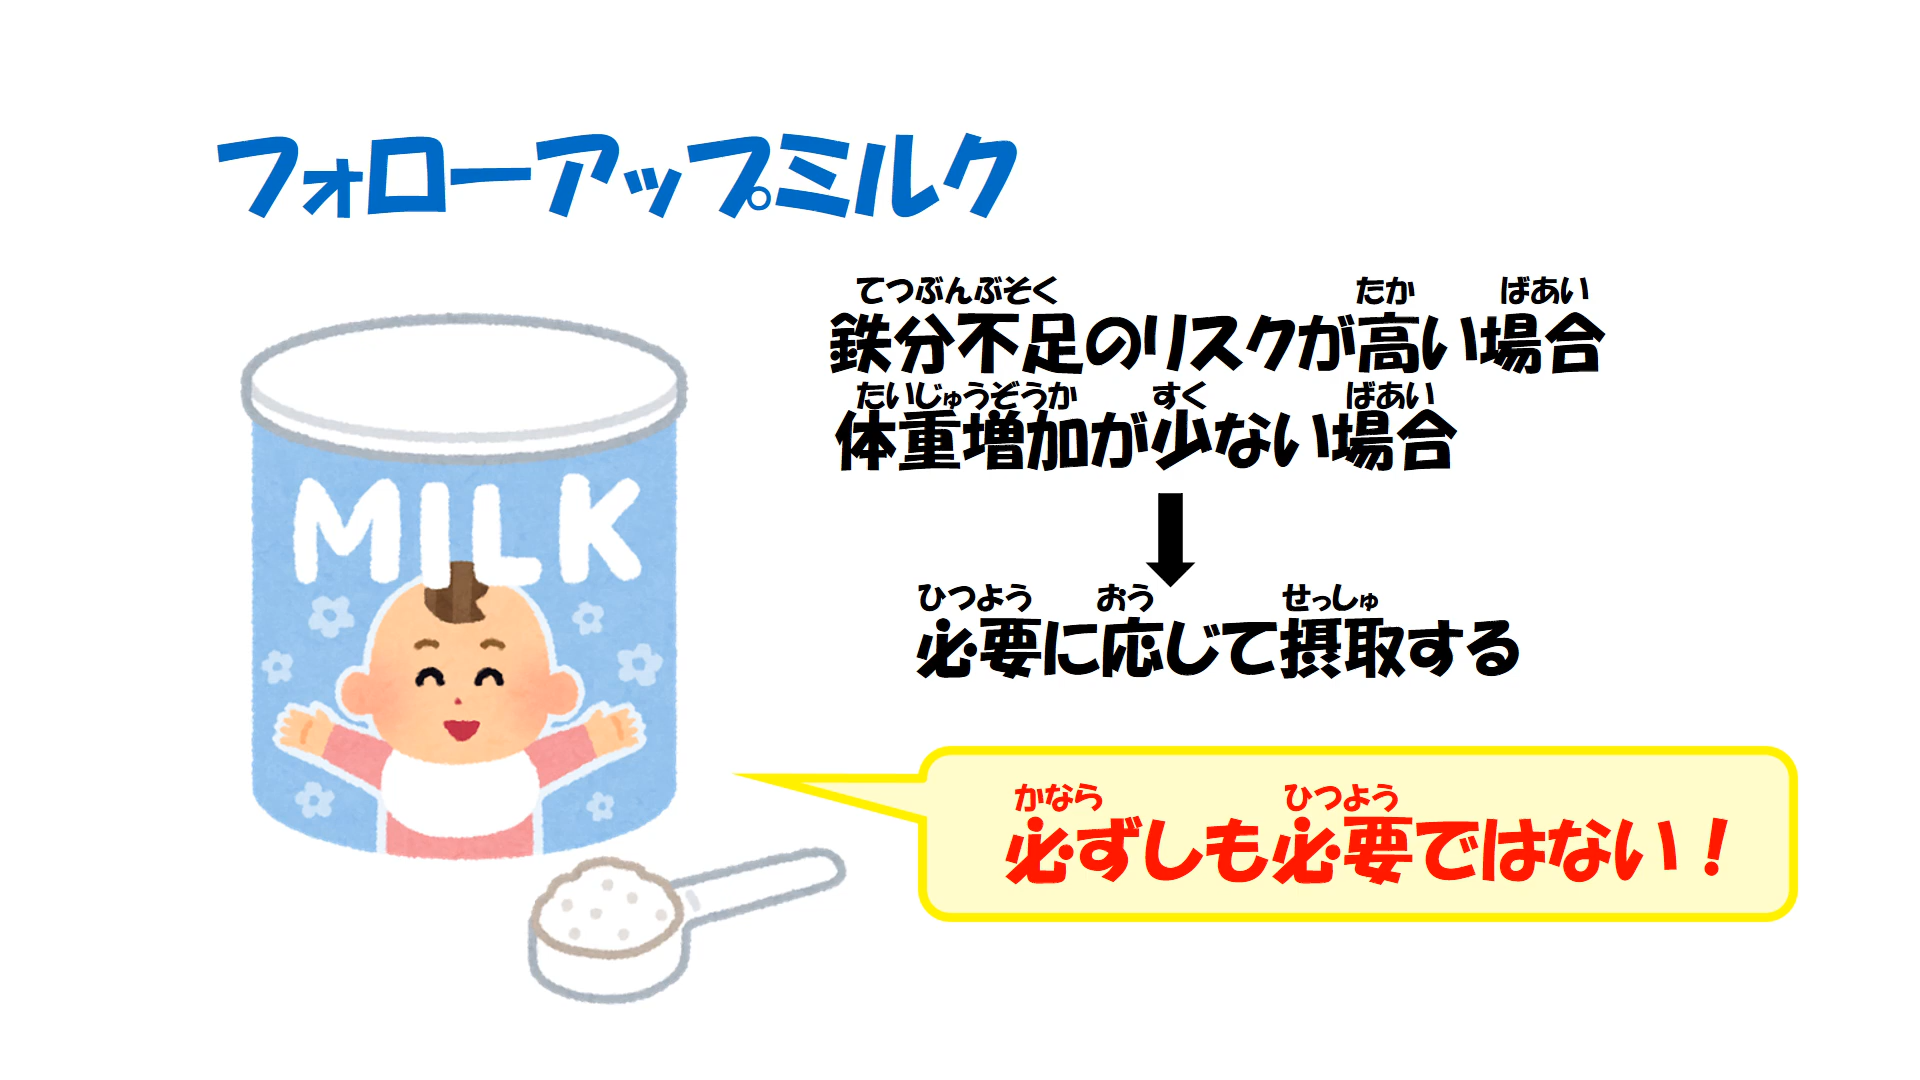 フォローアップミルク
てつぶんぶそく たか ばあい
鉄分不足のリスクが高い場合
たいじゅうぞうか すく ばあい
体重増加が少ない場合
ひつよう おう せっしゅ
必要に応じて摂取する
MILK
かなら ひつよう
必ずしも必要ではない！